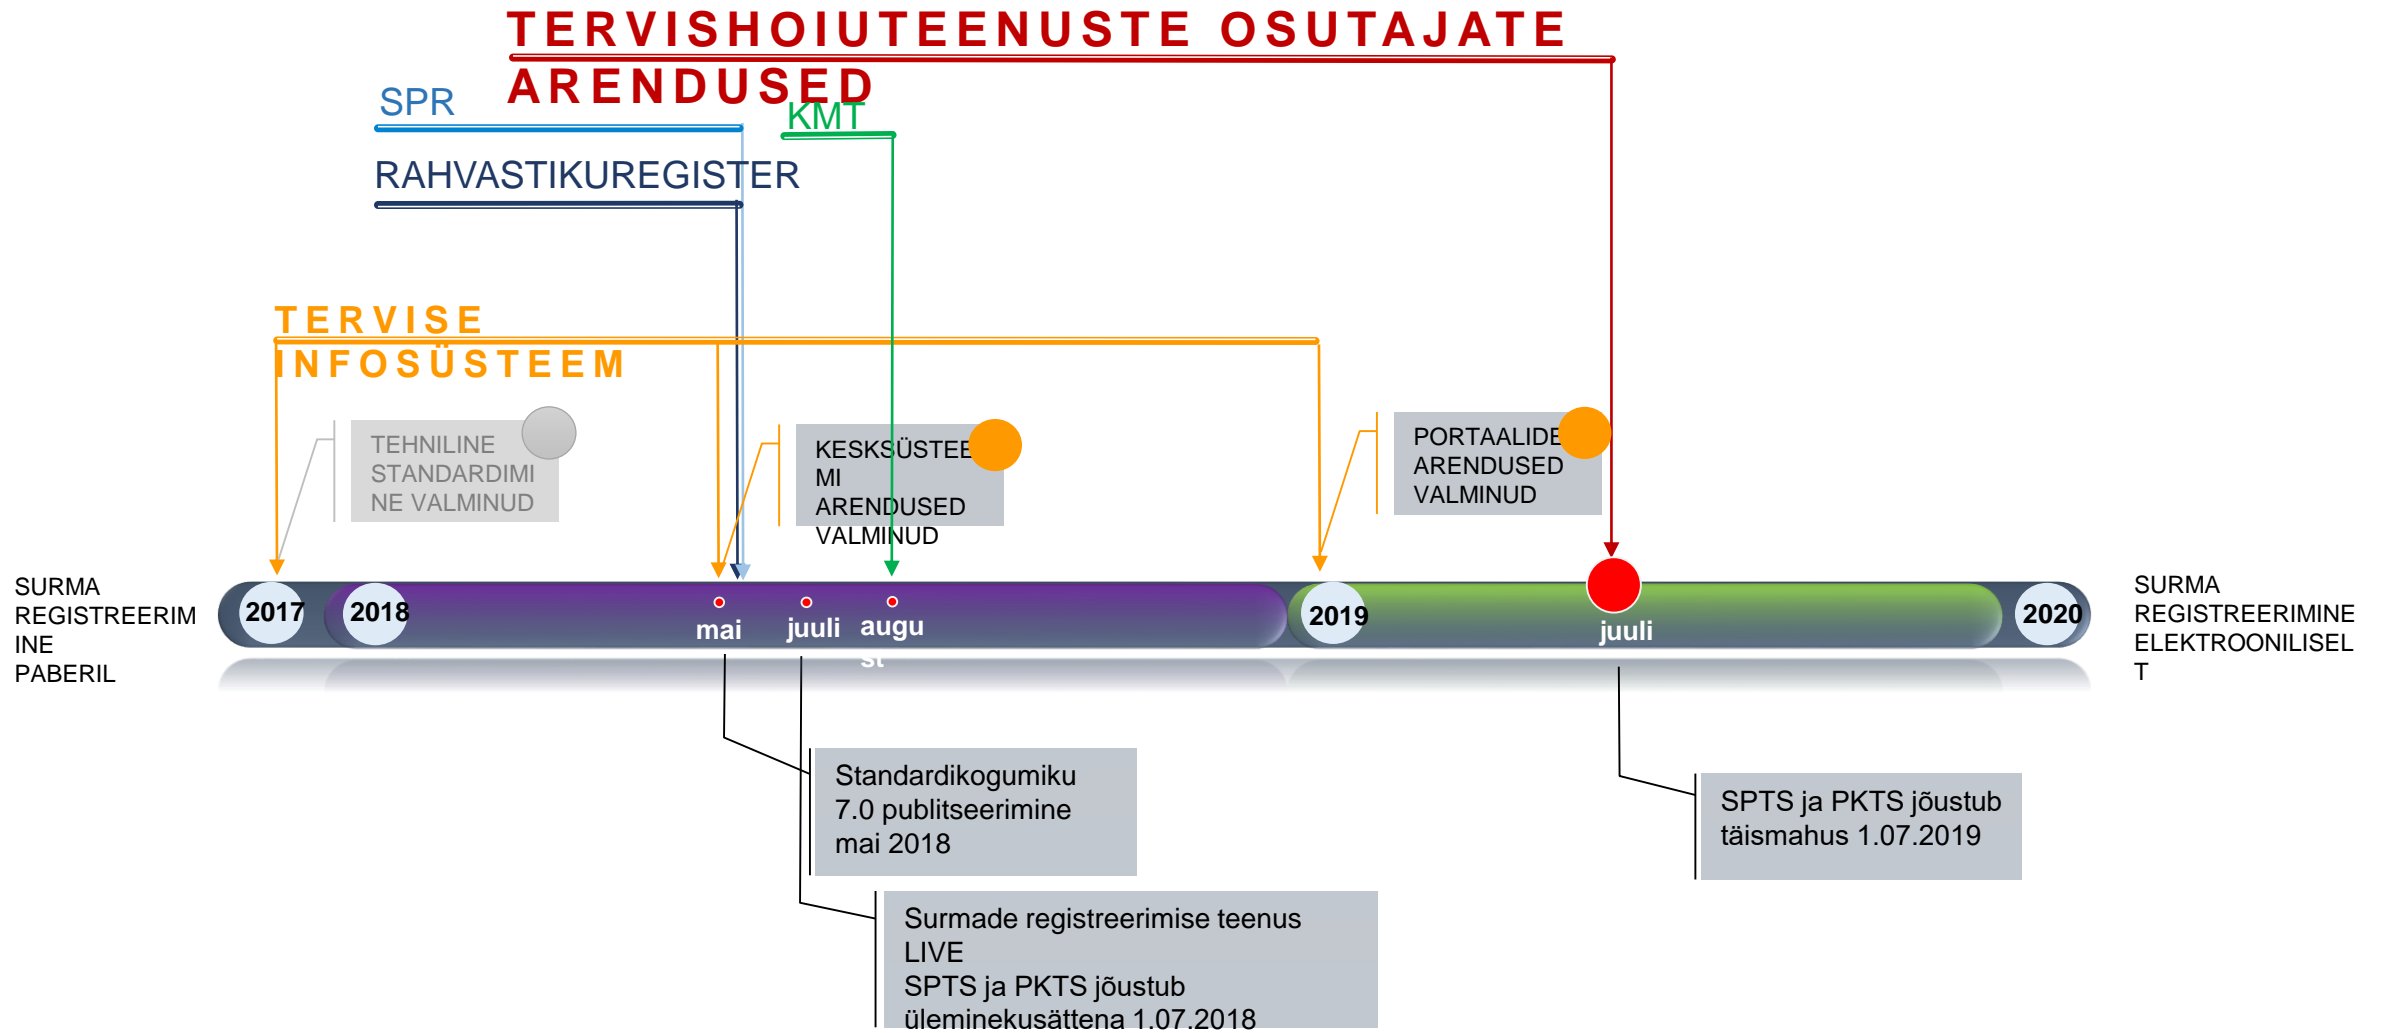 TERVISHOIUTEENUSTE OSUTAJATE
ARENDUSED
SPR
KMT
RAHVASTIKUREGISTER
TERVISE
INFOSÜSTEEM
TEHNILINE
STANDARDIMI
NE VALMINUD
KESKSÜSTEE
MI
ARENDUSED
VALMINUD
PORTAALIDE
ARENDUSED
VALMINUD
SURMA
REGISTREERIM
INE
PABERIL
2017
2018
mai
juuli
augu
st
2019
juuli
2020
SURMA
REGISTREERIMINE
ELEKTROONILISEL
T
Standardikogumiku
7.0 publitseerimine
mai 2018
SPTS ja PKTS jõustub
täismahus 1.07.2019
Surmade registreerimise teenus
LIVE
SPTS ja PKTS jõustub
üleminekusättena 1.07.2018